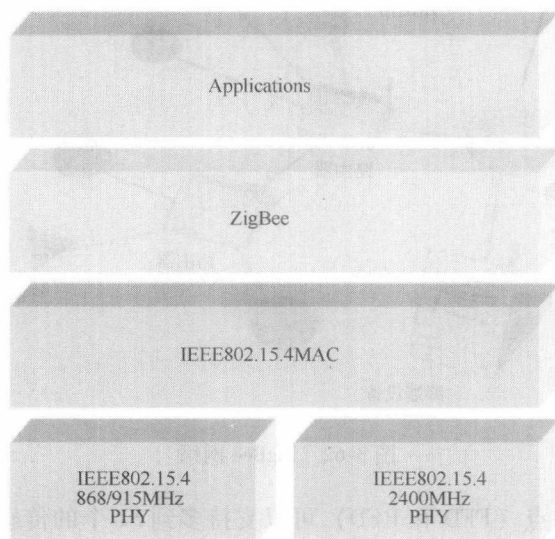 Applications
ZigBee
IEEE802.15.4MAC
IEEE802.15.4
868/915MHz
PHY
IEEE802.15.4
2400MHz
PHY